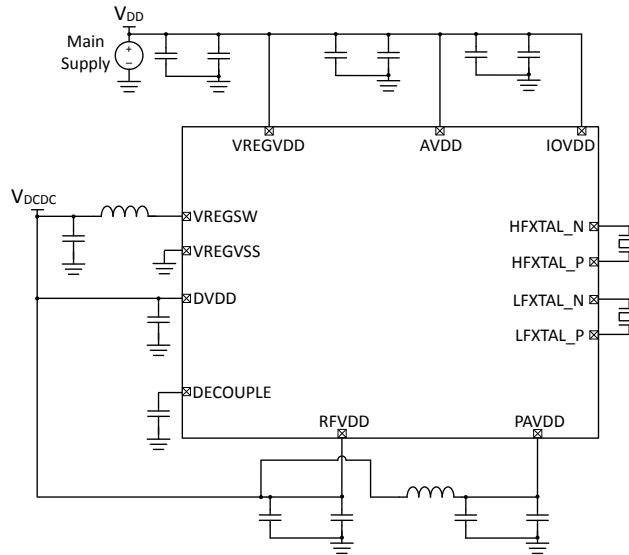 VDD
Main
Supply
+
−
VREGVDD
AVDD
IOVDD
VDCDC
VREGSW
HFXTAL_N
VREGVSS
HFXTAL_P
DVDD
LFXTAL_N
LFXTAL_P
DECOUPLE
RFVDD
PAVDD